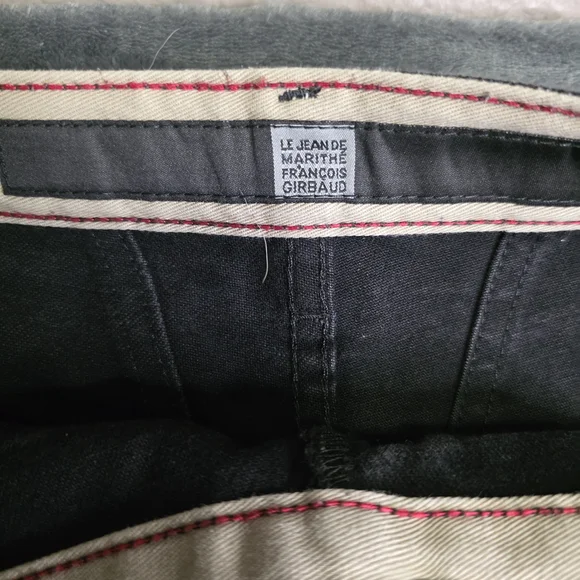 LE JEAN DE
MARITHÉ
+
FRANÇOIS
GIRBAUD